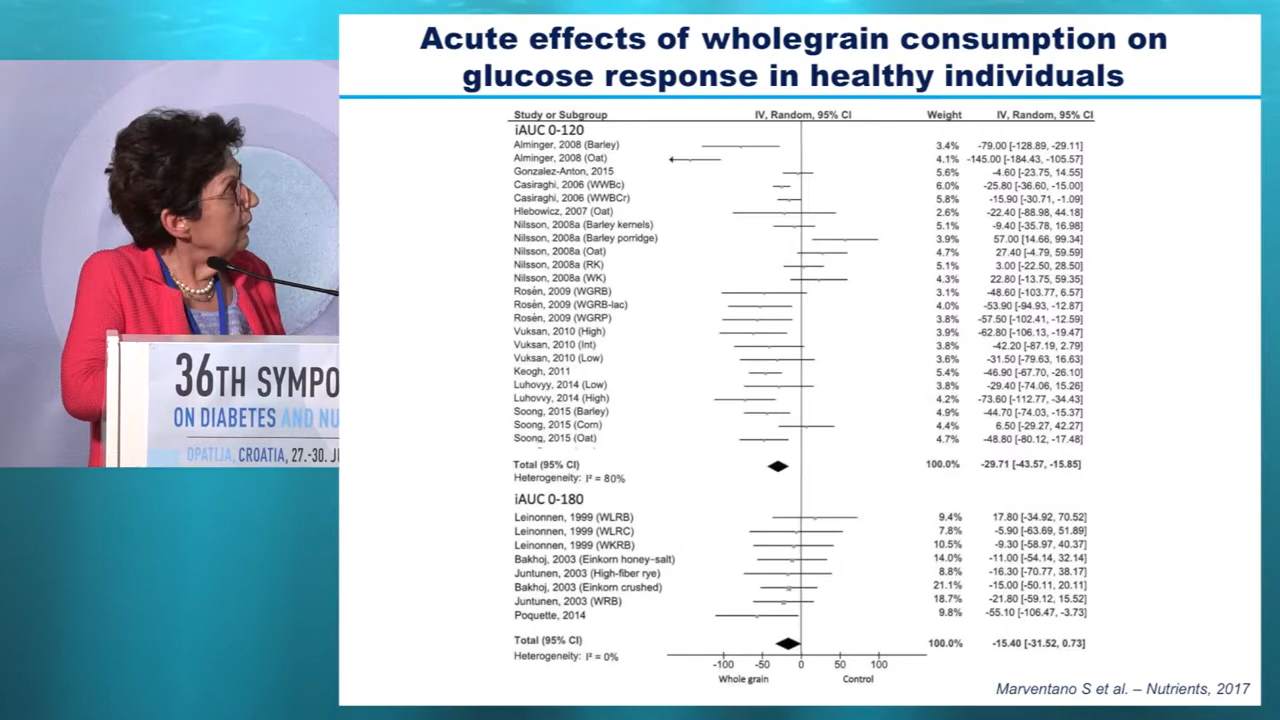 Acute effects of wholegrain consumption on
glucose response in healthy individuals
Study or Subgroup IV, Random, 95% CI Weight IV, Random, 95% CI
iAUC 0-120
Alminger, 2008 (Barley) 3.4% -79.00 [-128.89, -29.11]
Alminger, 2008 (Oat) 4.1% -145.00 [-184.43, -105.57]
Gonzalez-Anton, 2015 5.6% -4.60 [-23.75, 14.55]
Casiraghi, 2006 (WWBc) 6.0% -25.80 [-36.60, -15.00]
Casiraghi, 2006 (WWBCr) 5.8% -15.90 [-30.71, -1.09]
Hlebowicz, 2007 (Oat) 2.6% -22.40 [-88.98, 44.18]
Nilsson, 2008a (Barley kernels) 5.1% -9.40 [-35.78, 16.98]
Nilsson, 2008a (Barley porridge) 3.9% 57.00 [14.66, 99.34]
Nilsson, 2008a (Oat) 4.7% 27.40 [-4.79, 59.59]
Nilsson, 2008a (RK) 5.1% 3.00 [-22.50, 28.50]
Nilsson, 2008a (WK) 4.3% 22.80 [-13.75, 59.35]
Rosén, 2009 (WGRB) 3.1% -48.60 [-103.77, 6.57]
Rosén, 2009 (WGRB-lac) 4.0% -53.90 [-94.93, -12.87]
Rosén, 2009 (WGRP) 3.8% -57.50 [-102.41, -12.59]
Vuksan, 2010 (High) 3.9% -62.80 [-106.13, -19.47]
Vuksan, 2010 (Int) 3.8% -42.20 [-87.19, 2.79]
Vuksan, 2010 (Low) 3.6% -31.50 [-79.63, 16.63]
Keogh, 2011 5.4% -46.90 [-67.70, -26.10]
Luhovyy, 2014 (Low) 3.8% -29.40 [-74.06, 15.26]
Luhovvy, 2014 (High) 4.2% -73.60 [-112.77, -34.43]
Soong, 2015 (Barley) 4.9% -44.70 [-74.03, -15.37]
Soong, 2015 (Corn) 4.4% 6.50 [-29.27, 42.27]
Soong, 2015 (Oat) 4.7% -48.80 [-80.12, -17.48]
Total (95% CI) 100.0% -29.71 [-43.57, -15.85]
Heterogeneity: I² = 80%
iAUC 0-180
Leinonnen, 1999 (WLRB) 9.4% 17.80 [-34.92, 70.52]
Leinonnen, 1999 (WLRC) 7.8% -5.90 [-63.69, 51.89]
Leinonnen, 1999 (WKRB) 10.5% -9.30 [-58.97, 40.37]
Bakhoj, 2003 (Einkorn honey-salt) 14.0% -11.00 [-54.14, 32.14]
Juntunen, 2003 (High-fiber rye) 8.8% -16.30 [-70.77, 38.17]
Bakhoj, 2003 (Einkorn crushed) 21.1% -15.00 [-50.11, 20.11]
Juntunen, 2003 (WRB) 18.7% -21.80 [-59.12, 15.52]
Poquette, 2014 9.8% -55.10 [-106.47, -3.73]
Total (95% CI) 100.0% -15.40 [-31.52, 0.73]
Heterogeneity: I² = 0%
-100 -50 0 50 100
Whole grain Control
Marventano S et al. – Nutrients, 2017
36TH SYMPO
ON DIABETES AND NU
OPATIJA, CROATIA, 27.-30. J